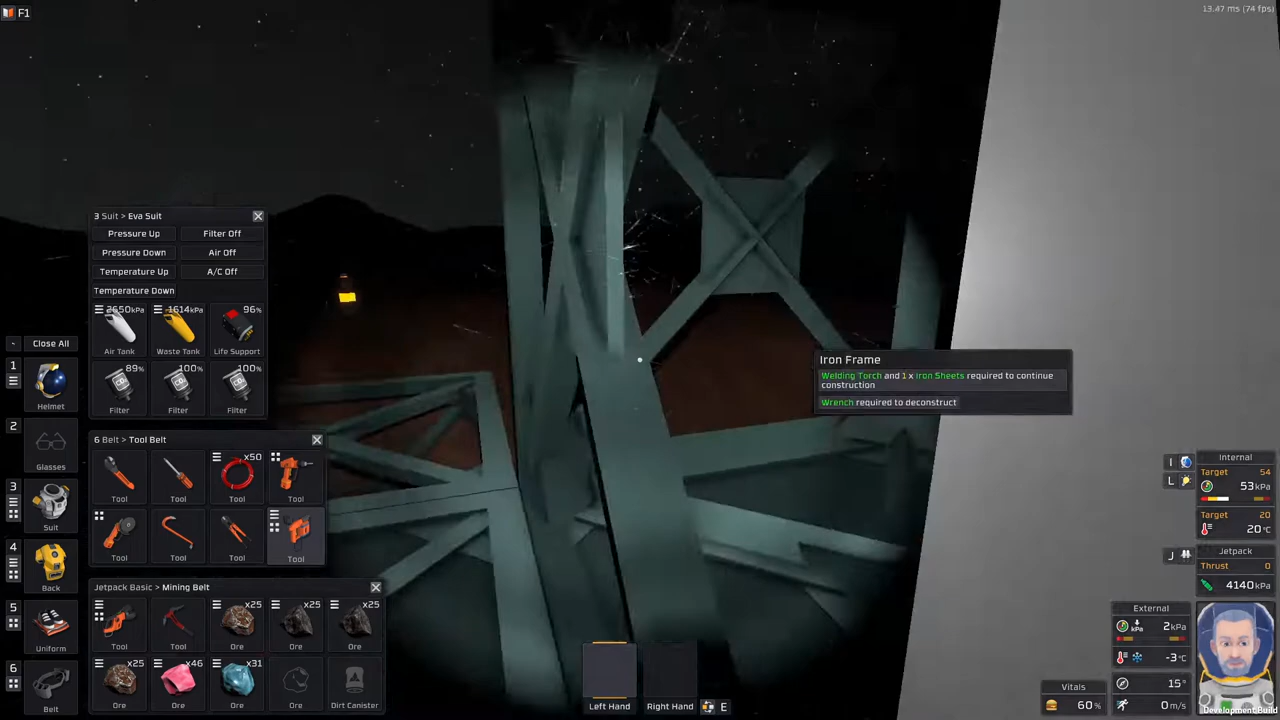 F1
13.47 ms (74 fps)
3 Suit > Eva Suit
Pressure Up
Filter Off
Pressure Down
Air Off
Temperature Up
A/C Off
Temperature Down
1614kPa
96%
Air Tank
Waste Tank
Life Support
89%
100%
100%
Filter
Filter
Filter
Close All
1
Helmet
2
Glasses
3
Suit
4
Back
5
Uniform
6
Belt
6 Belt > Tool Belt
x50
Tool
Tool
Tool
Tool
Tool
Tool
Tool
Tool
Jetpack Basic > Mining Belt
x25
x25
x25
Tool
Tool
Ore
Ore
Ore
x25
x46
x31
Ore
Ore
Ore
Ore
Dirt Canister
Iron Frame
Welding Torch and 1 x Iron Sheets required to continue
construction
Wrench required to deconstruct
Left Hand
Right Hand
E
I
L
J
Internal
Target 54
53kPa
Target 20
20°C
Jetpack
Thrust 0
4140kPa
External
kPa
2kPa
-3°C
15°
0m/s
Vitals
60%
Development Build